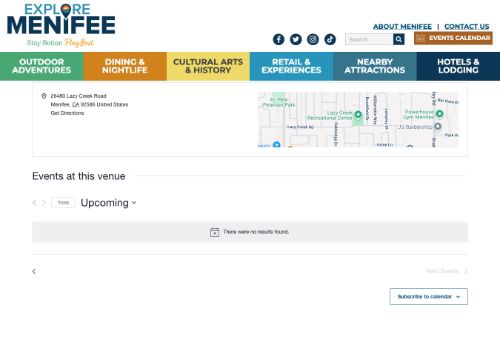 EXPLORE
MENIFEE
Stay Better. Play Best.
ABOUT MENIFEE | CONTACT US
Search
EVENTS CALENDAR
OUTDOOR ADVENTURES
DINING & NIGHTLIFE
CULTURAL ARTS & HISTORY
RETAIL & EXPERIENCES
NEARBY ATTRACTIONS
HOTELS & LODGING
26480 Lazy Creek Road
Menifee, CA 92586 United States
Get Directions
Lazy Creek
Recreational Center
Powerhouse
Gym Menifee
J's Barbershop
Lazy Creek Rd
Events at this venue
Today
Upcoming
There were no results found.
Next Events
Subscribe to calendar